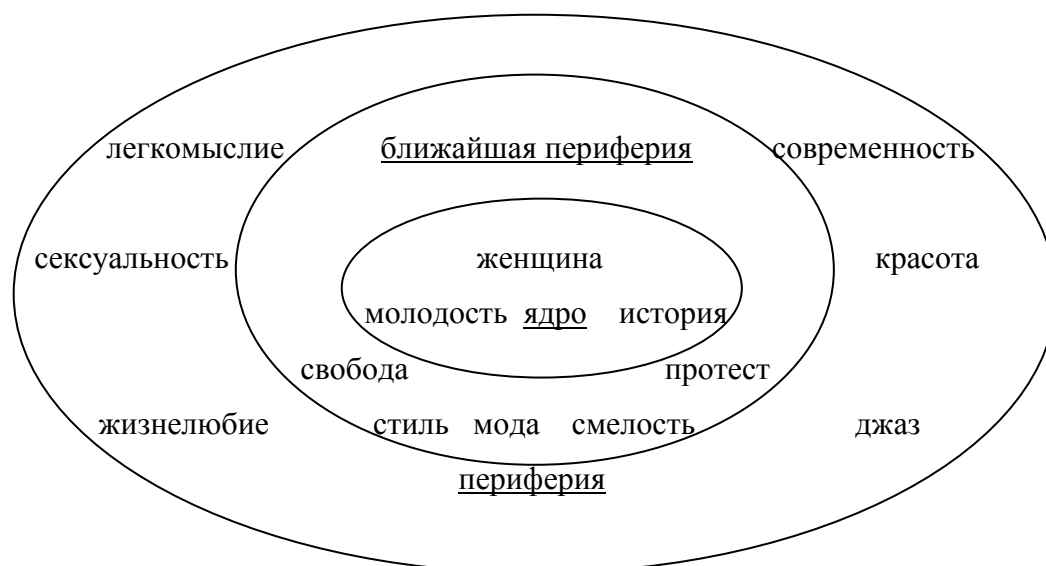 легкомыслие ближайшая периферия современность
сексуальность женщина красота
молодость ядро история
свобода протест
жизнелюбие стиль мода смелость джаз
периферия